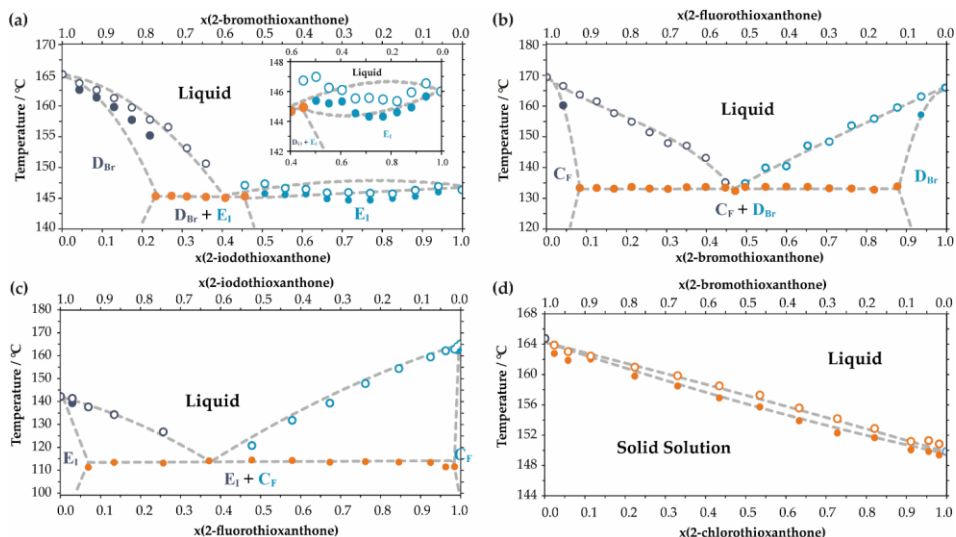 (a)
x(2-bromothioxanthone)
1.0 0.9 0.8 0.7 0.6 0.5 0.4 0.3 0.2 0.1 0.0
Temperature / °C
170
165
160
155
150
145
140
Liquid
D_Br
D_Br + E_I
E_I
0.6 0.5 0.4 0.3 0.2 0.1 0.0
148
146
144
142
Liquid
E_I
D_Br + E_I
0.4 0.5 0.6 0.7 0.8 0.9 1.0
0.0 0.1 0.2 0.3 0.4 0.5 0.6 0.7 0.8 0.9 1.0
x(2-iodothioxanthone)
(b)
x(2-fluorothioxanthone)
1.0 0.9 0.8 0.7 0.6 0.5 0.4 0.3 0.2 0.1 0.0
Temperature / °C
180
170
160
150
140
130
120
Liquid
C_F
D_Br
C_F + D_Br
0.0 0.1 0.2 0.3 0.4 0.5 0.6 0.7 0.8 0.9 1.0
x(2-bromothioxanthone)
(c)
x(2-iodothioxanthone)
1.0 0.9 0.8 0.7 0.6 0.5 0.4 0.3 0.2 0.1 0.0
Temperature / °C
180
170
160
150
140
130
120
110
100
Liquid
E_I
C_F
E_I + C_F
0.0 0.1 0.2 0.3 0.4 0.5 0.6 0.7 0.8 0.9 1.0
x(2-fluorothioxanthone)
(d)
x(2-bromothioxanthone)
1.0 0.9 0.8 0.7 0.6 0.5 0.4 0.3 0.2 0.1 0.0
Temperature / °C
168
164
160
156
152
148
144
Liquid
Solid Solution
0.0 0.1 0.2 0.3 0.4 0.5 0.6 0.7 0.8 0.9 1.0
x(2-chlorothioxanthone)